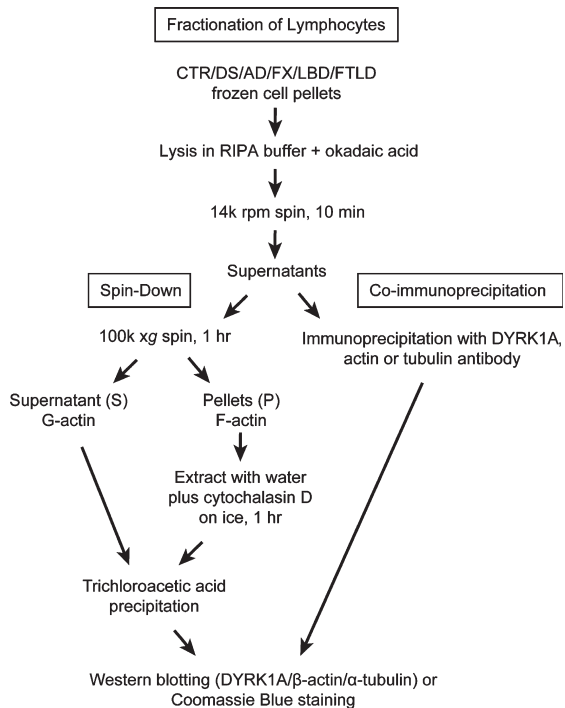 Fractionation of Lymphocytes
CTR/DS/AD/FX/LBD/FTLD
frozen cell pellets
Lysis in RIPA buffer + okadaic acid
14k rpm spin, 10 min
Supernatants
Spin-Down
Co-immunoprecipitation
100k xg spin, 1 hr
Immunoprecipitation with DYRK1A,
actin or tubulin antibody
Supernatant (S)
G-actin
Pellets (P)
F-actin
Extract with water
plus cytochalasin D
on ice, 1 hr
Trichloroacetic acid
precipitation
Western blotting (DYRK1A/β-actin/α-tubulin) or
Coomassie Blue staining